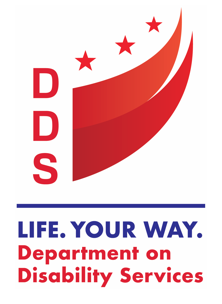 D
D
S
LIFE. YOUR WAY.
Department on
Disability Services